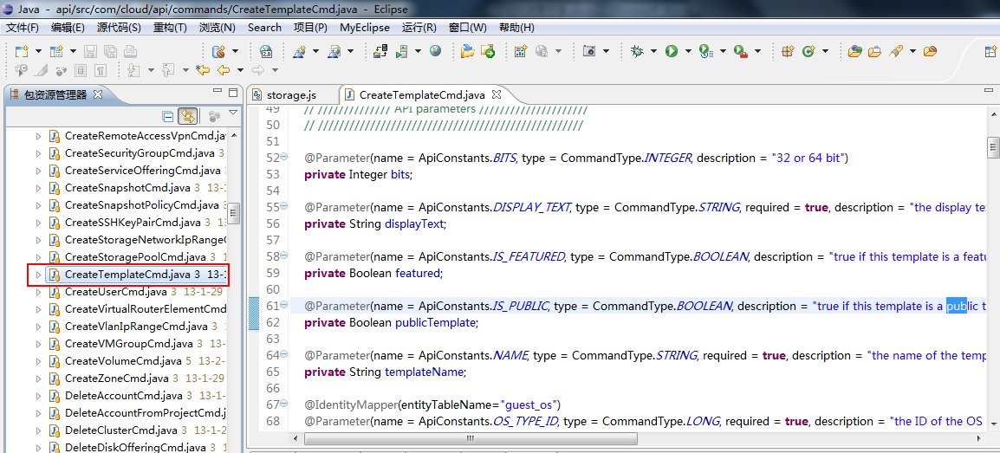 Java - api/src/com/cloud/api/commands/CreateTemplateCmd.java - Eclipse
文件(F) 编辑(E) 源代码(S) 重构(T) 浏览(N) Search 项目(P) MyEclipse 运行(R) 窗口(W) 帮助(H)
2.0
包资源管理器
CreateRemoteAccessVpnCmd.jav
CreateSecurityGroupCmd.java 3
CreateServiceOfferingCmd.java
CreateSnapshotCmd.java 3 13-1
CreateSnapshotPolicyCmd.java 3
CreateSSHKeyPairCmd.java 3 13
CreateStorageNetworkIpRangeC
CreateStoragePoolCmd.java 3 1
CreateTemplateCmd.java 3 13-1
CreateUserCmd.java 3 13-1-29
CreateVirtualRouterElementCmd
CreateVlanIpRangeCmd.java 3
CreateVMGroupCmd.java 3 13-
CreateVolumeCmd.java 5 13-2-
CreateZoneCmd.java 3 13-1-29
DeleteAccountCmd.java 3 13-1-
DeleteAccountFromProjectCmd.j
DeleteClusterCmd.java 3 13-1-2
DeleteDiskOfferingCmd.java 3
storage.js CreateTemplateCmd.java
49 // ////////////// API parameters /////////////////////
50 // ///////////////////////////////////////////////////
51
52 @Parameter(name = ApiConstants.BITS, type = CommandType.INTEGER, description = "32 or 64 bit")
53 private Integer bits;
54
55 @Parameter(name = ApiConstants.DISPLAY_TEXT, type = CommandType.STRING, required = true, description = "the display te
56 private String displayText;
57
58 @Parameter(name = ApiConstants.IS_FEATURED, type = CommandType.BOOLEAN, description = "true if this template is a featu
59 private Boolean featured;
60
61 @Parameter(name = ApiConstants.IS_PUBLIC, type = CommandType.BOOLEAN, description = "true if this template is a public t
62 private Boolean publicTemplate;
63
64 @Parameter(name = ApiConstants.NAME, type = CommandType.STRING, required = true, description = "the name of the temp
65 private String templateName;
66
67 @IdentityMapper(entityTableName="guest_os")
68 @Parameter(name = ApiConstants.OS_TYPE_ID, type = CommandType.LONG, required = true, description = "the ID of the OS